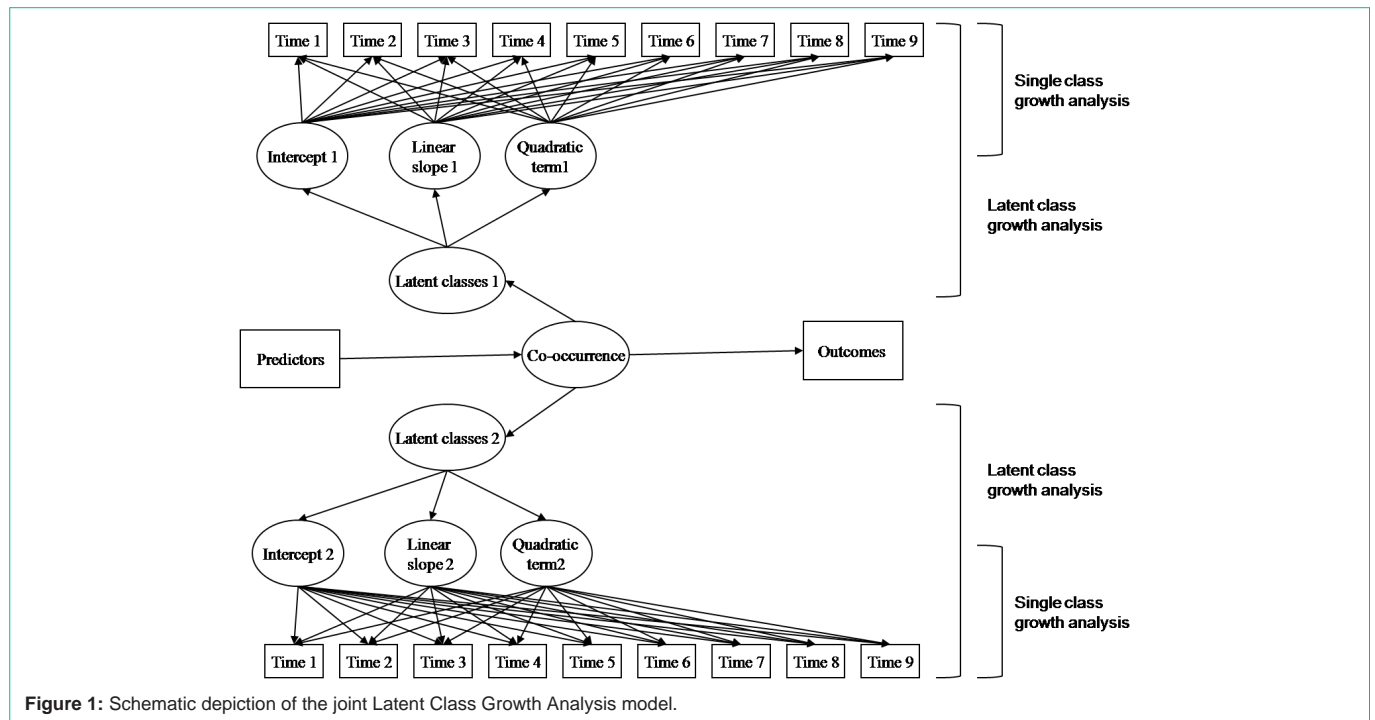 Time 1 Time 2 Time 3 Time 4 Time 5 Time 6 Time 7 Time 8 Time 9
Single class
growth analysis
Intercept 1
Linear
slope 1
Quadratic
term1
Latent class
growth analysis
Latent classes 1
Predictors
Co-occurrence
Outcomes
Latent classes 2
Latent class
growth analysis
Intercept 2
Linear
slope 2
Quadratic
term2
Single class
growth analysis
Time 1 Time 2 Time 3 Time 4 Time 5 Time 6 Time 7 Time 8 Time 9
Figure 1: Schematic depiction of the joint Latent Class Growth Analysis model.